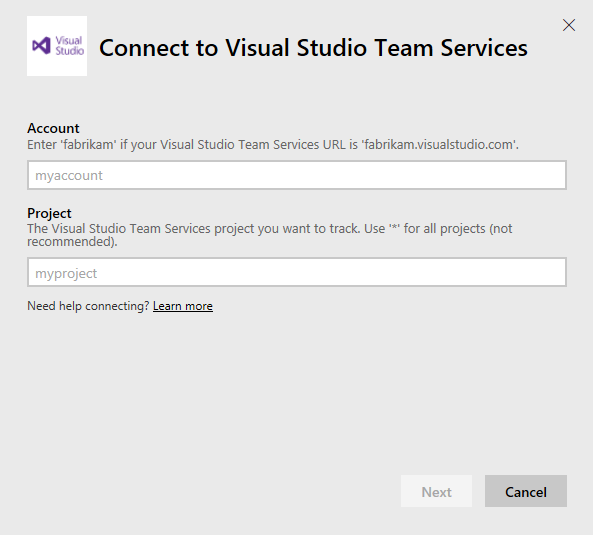 Visual
Studio
Connect to Visual Studio Team Services
Account
Enter 'fabrikam' if your Visual Studio Team Services URL is 'fabrikam.visualstudio.com'.
myaccount
Project
The Visual Studio Team Services project you want to track. Use '*' for all projects (not
recommended).
myproject
Need help connecting? Learn more
Next
Cancel